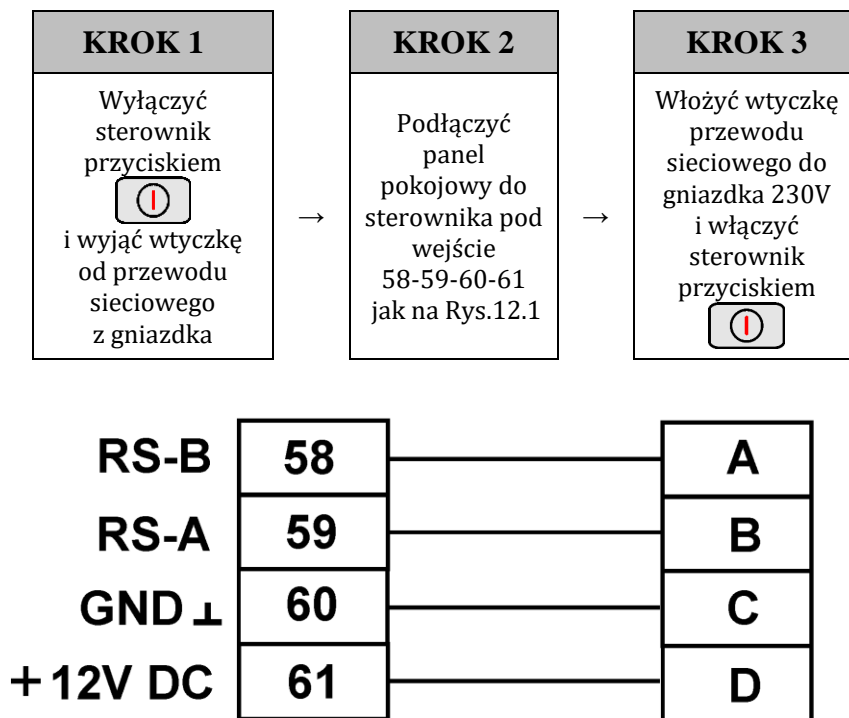 KROK 1
Wyłączyć
sterownik
przyciskiem
i wyjąć wtyczkę
od przewodu
sieciowego
z gniazdka
→
KROK 2
Podłączyć
panel
pokojowy do
sterownika pod
wejście
58-59-60-61
jak na Rys.12.1
→
KROK 3
Włożyć wtyczkę
przewodu
sieciowego do
gniazdka 230V
i włączyć
sterownik
przyciskiem
RS-B 58 A
RS-A 59 B
GND ⊥ 60 C
+12V DC 61 D